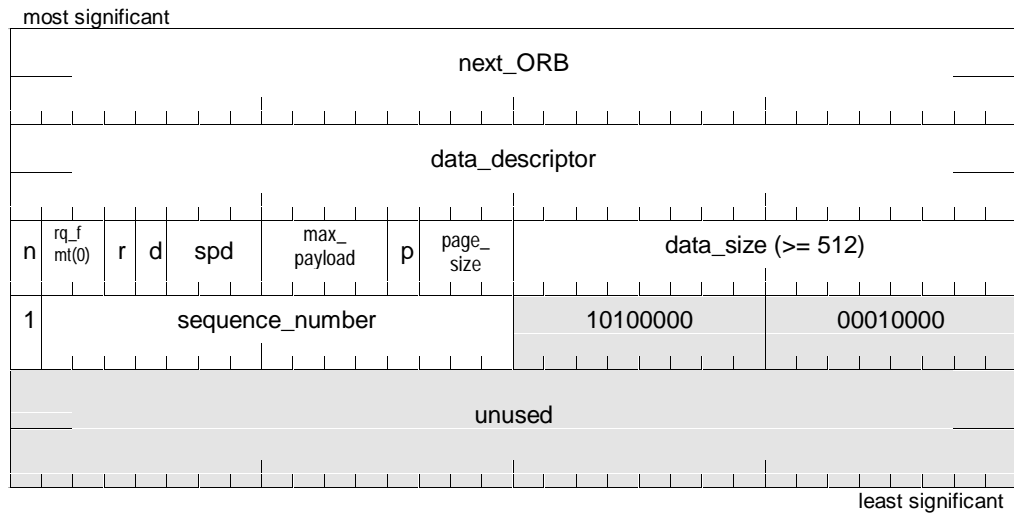 most significant
next_ORB
data_descriptor
n rq_f mt(0) r d spd max_ payload p page_ size data_size (>= 512)
1 sequence_number 10100000 00010000
unused
least significant